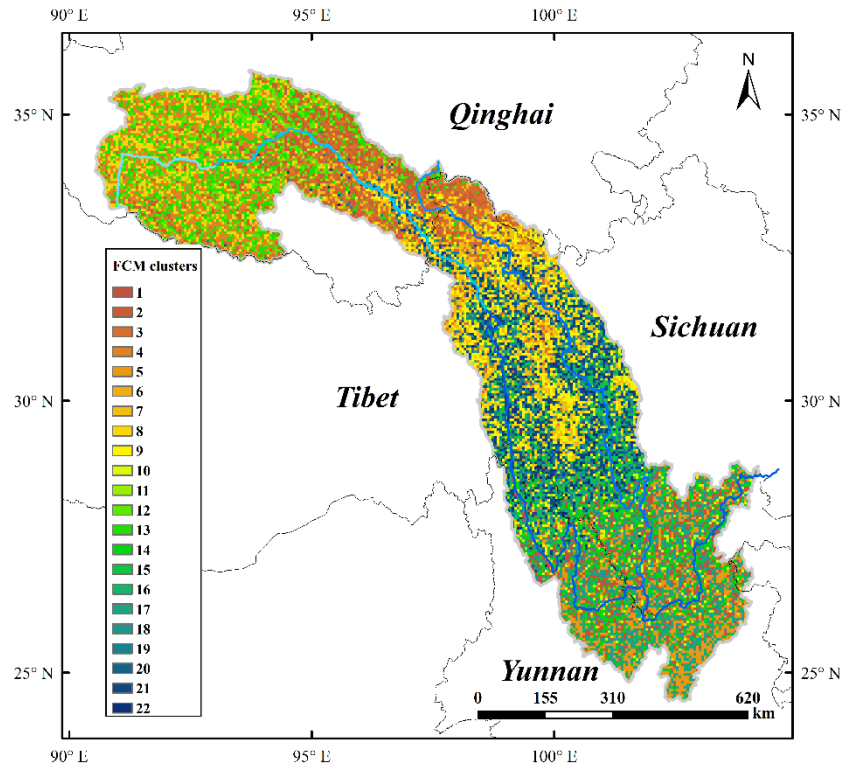 90° E 95° E 100° E
N
35° N 35° N
Qinghai
FCM clusters
1
2
3
4
5
6
7
8
9
10
11
12
13
14
15
16
17
18
19
20
21
22
Sichuan
Tibet
30° N 30° N
25° N 25° N
Yunnan
0 155 310 620
km
90° E 95° E 100° E